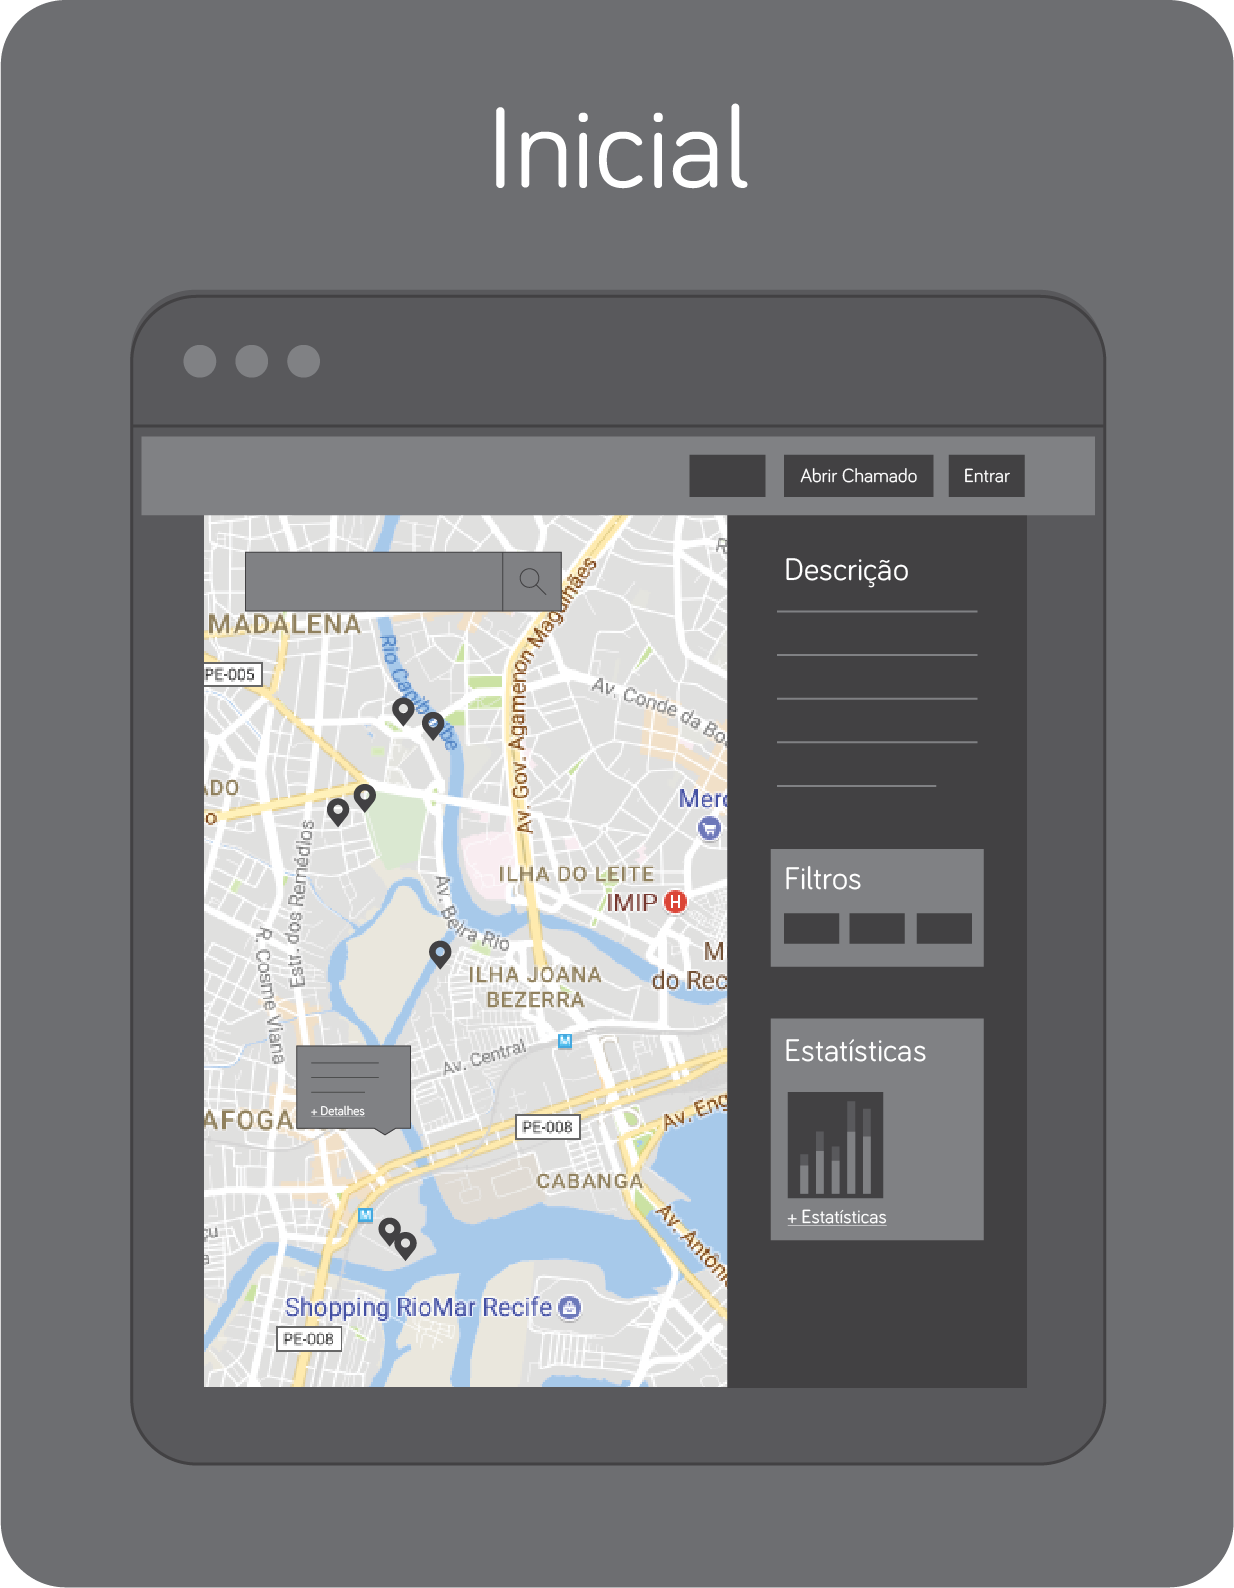 Inicial
Abrir Chamado
Entrar
MADALENA
PE-005
Av. Gov. Agamenon Magalhães
Av. Conde da Bo
ADO
o
Estr. dos Remédios
R. Cosme Viana
Av. Beira Rio
Merc
ILHA DO LEITE
IMIP H
M
do Rec
ILHA JOANA
BEZERRA
M
Av. Central
+ Detalhes
AFOGA
PE-008
Av. Eng
CABANGA
M
Av. Antôni
çu
a
Shopping RioMar Recife
PE-008
Descrição
Filtros
Estatísticas
+ Estatísticas